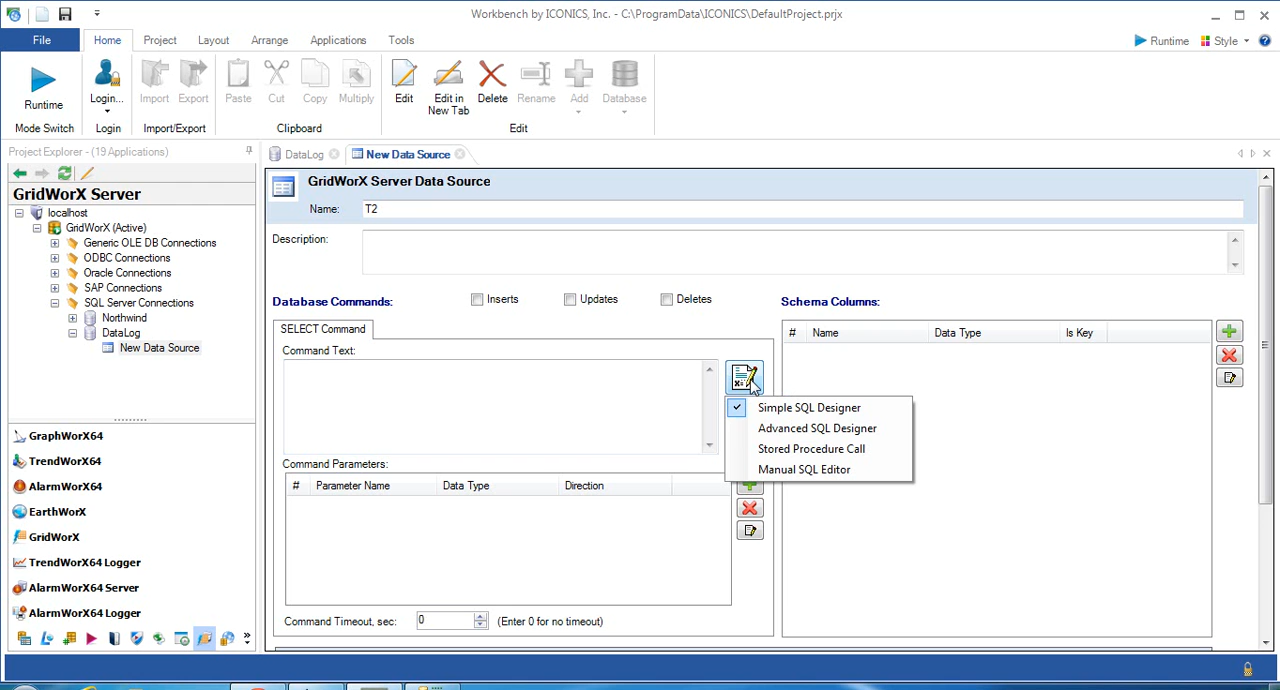 Workbench by ICONICS, Inc. - C:\ProgramData\ICONICS\DefaultProject.prjx
File Home Project Layout Arrange Applications Tools Runtime Style
Runtime Login... Import Export Paste Cut Copy Multiply Edit Edit in New Tab Delete Rename Add Database
Mode Switch Login Import/Export Clipboard Edit
Project Explorer - (19 Applications)
GridWorX Server
localhost
GridWorX (Active)
Generic OLE DB Connections
ODBC Connections
Oracle Connections
SAP Connections
SQL Server Connections
Northwind
DataLog
New Data Source
GraphWorX64
TrendWorX64
AlarmWorX64
EarthWorX
GridWorX
TrendWorX64 Logger
AlarmWorX64 Server
AlarmWorX64 Logger
DataLog New Data Source
GridWorX Server Data Source
Name: T2
Description:
Database Commands: Inserts Updates Deletes
SELECT Command
Command Text:
Simple SQL Designer
Advanced SQL Designer
Stored Procedure Call
Manual SQL Editor
Command Parameters:
# Parameter Name Data Type Direction
Command Timeout, sec: 0 (Enter 0 for no timeout)
Schema Columns:
# Name Data Type Is Key